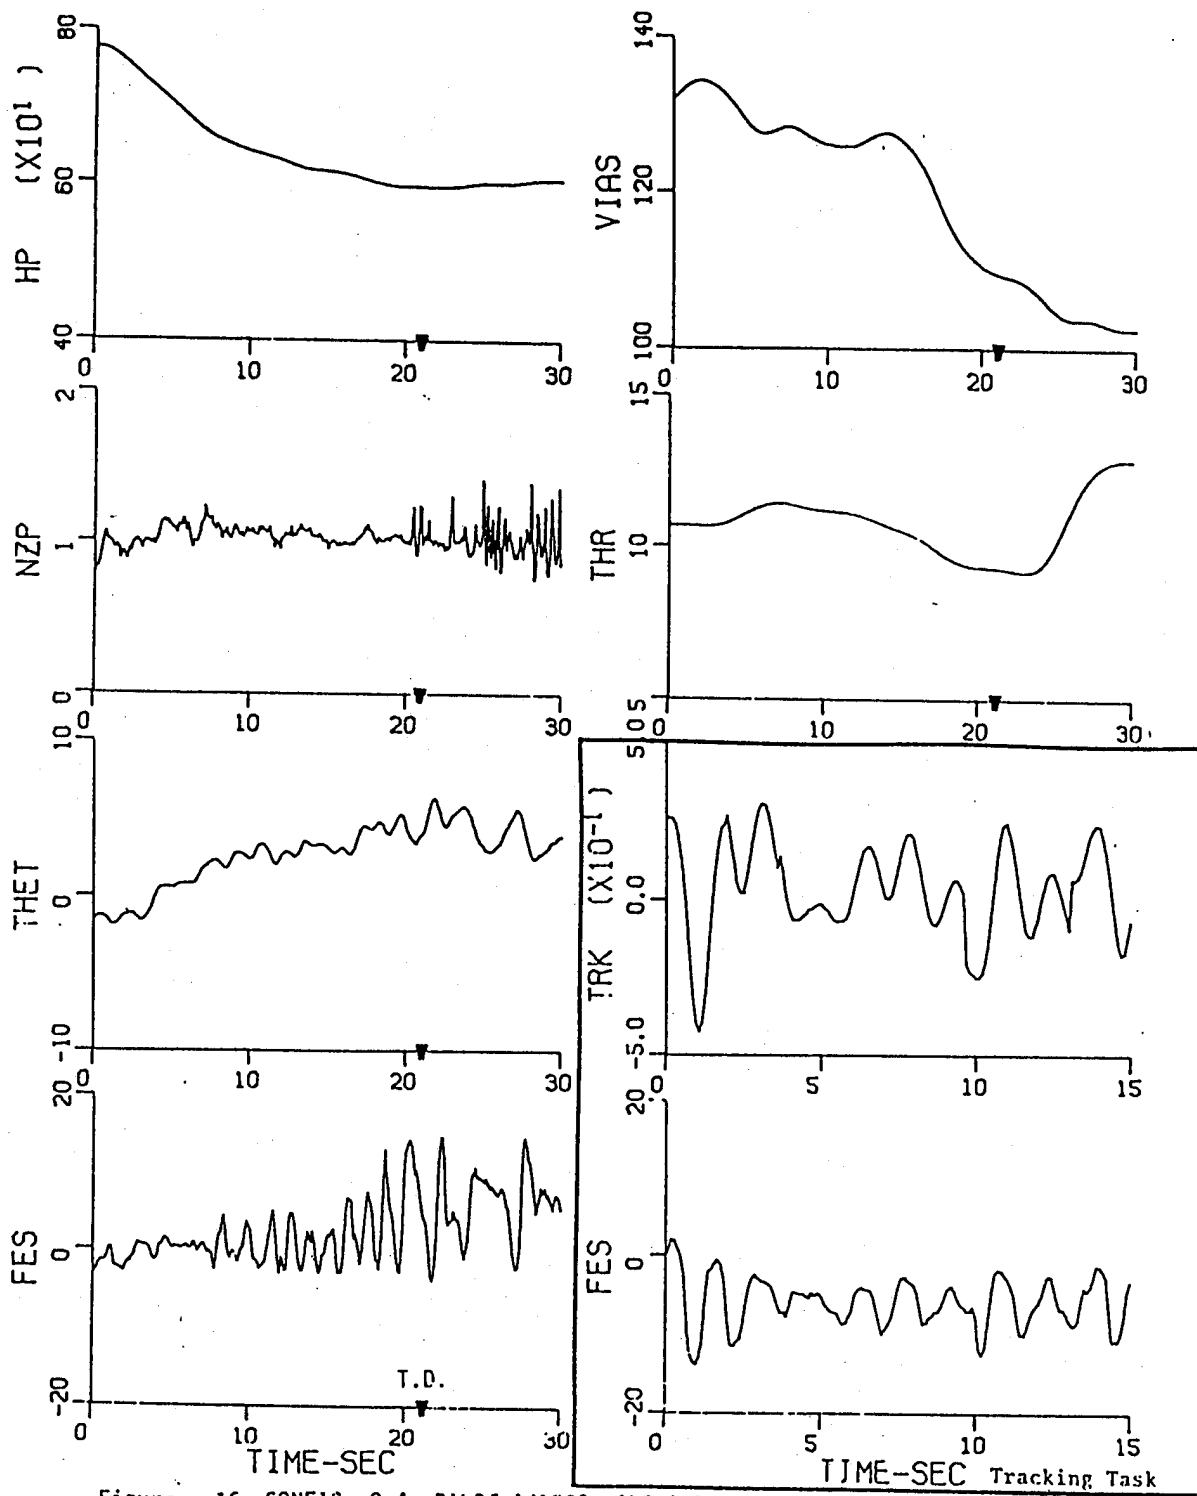 HP (X10¹)
80
60
40
0 10 20 30
VIAS
140
120
100
0 10 20 30
NZP
2
1
0
0 10 20 30
THR
15
10
5
0 10 20 30
THET
10
0
-10
0 10 20 30
TRK (X10⁻¹)
5.0
0.0
-5.0
0 5 10 15
FES
20
0
-20
T.D.
0 10 20 30
TIME-SEC
FES
20
0
-20
0 5 10 15
TIME-SEC Tracking Task